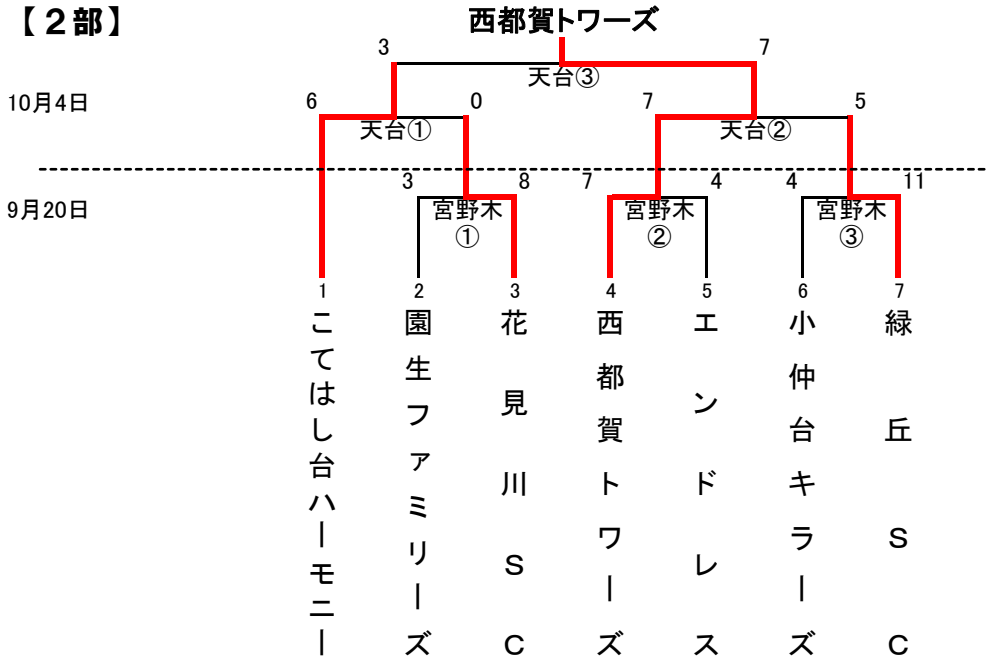 【２部】
西都賀トワーズ
3 7
天台③
10月4日
6 0 7 5
天台① 天台②
3 8 7 4 4 11
9月20日
宮野木① 宮野木② 宮野木③
1 2 3 4 5 6 7
こてはし台ハーモニー
園生ファミリーズ
花見川ＳＣ
西都賀トワーズ
エンドレス
小仲台キラーズ
緑丘ＳＣ